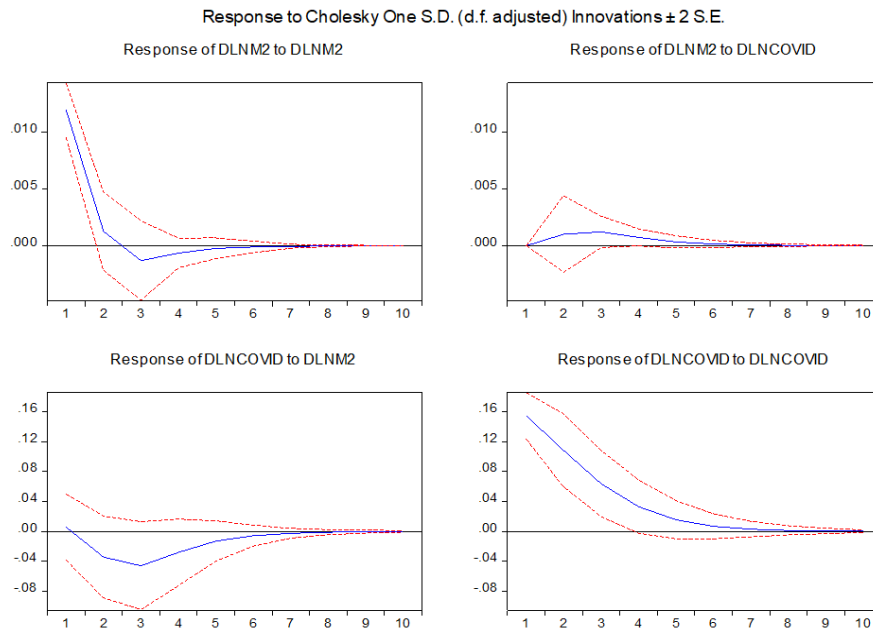 Response to Cholesky One S.D. (d.f. adjusted) Innovations ± 2 S.E.
Response of DLNM2 to DLNM2
.010
.005
.000
1 2 3 4 5 6 7 8 9 10
Response of DLNM2 to DLNCOVID
.010
.005
.000
1 2 3 4 5 6 7 8 9 10
Response of DLNCOVID to DLNM2
.16
.12
.08
.04
.00
-.04
-.08
1 2 3 4 5 6 7 8 9 10
Response of DLNCOVID to DLNCOVID
.16
.12
.08
.04
.00
-.04
-.08
1 2 3 4 5 6 7 8 9 10